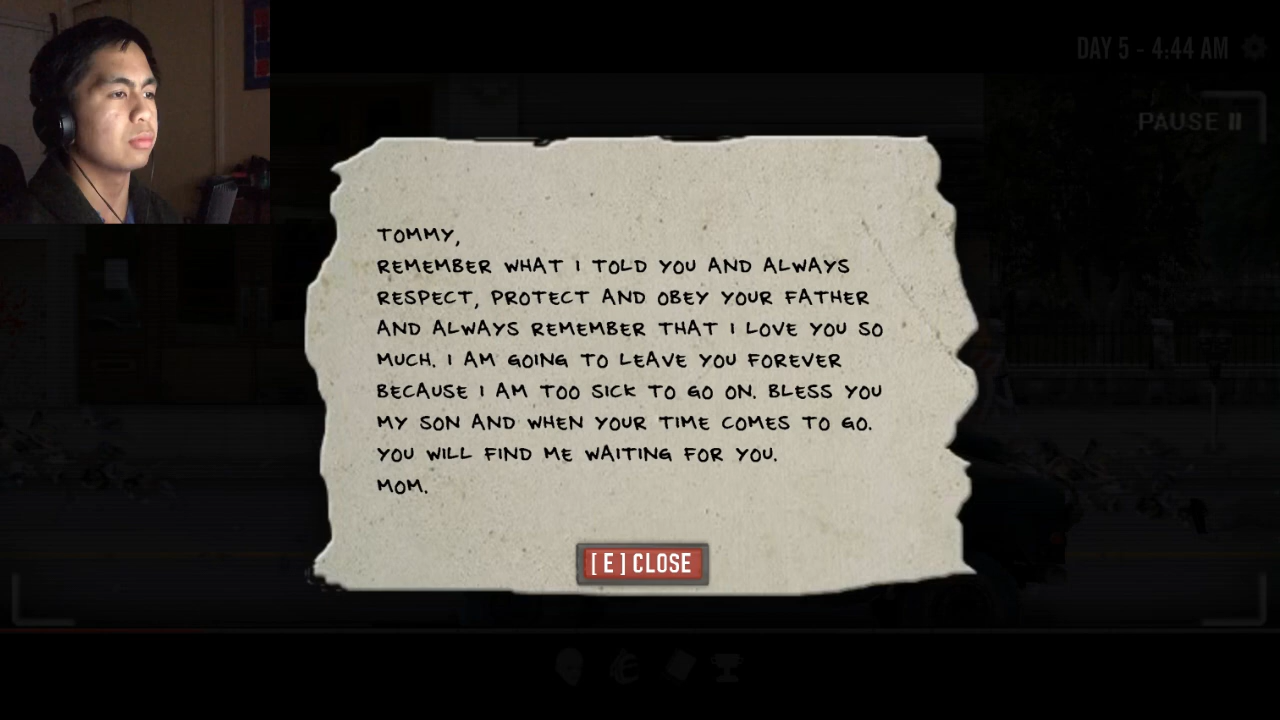 DAY 5 - 4:44 AM
PAUSE II
TOMMY,
REMEMBER WHAT I TOLD YOU AND ALWAYS
RESPECT, PROTECT AND OBEY YOUR FATHER
AND ALWAYS REMEMBER THAT I LOVE YOU SO
MUCH. I AM GOING TO LEAVE YOU FOREVER
BECAUSE I AM TOO SICK TO GO ON. BLESS YOU
MY SON AND WHEN YOUR TIME COMES TO GO.
YOU WILL FIND ME WAITING FOR YOU.
MOM.
[ E ] CLOSE